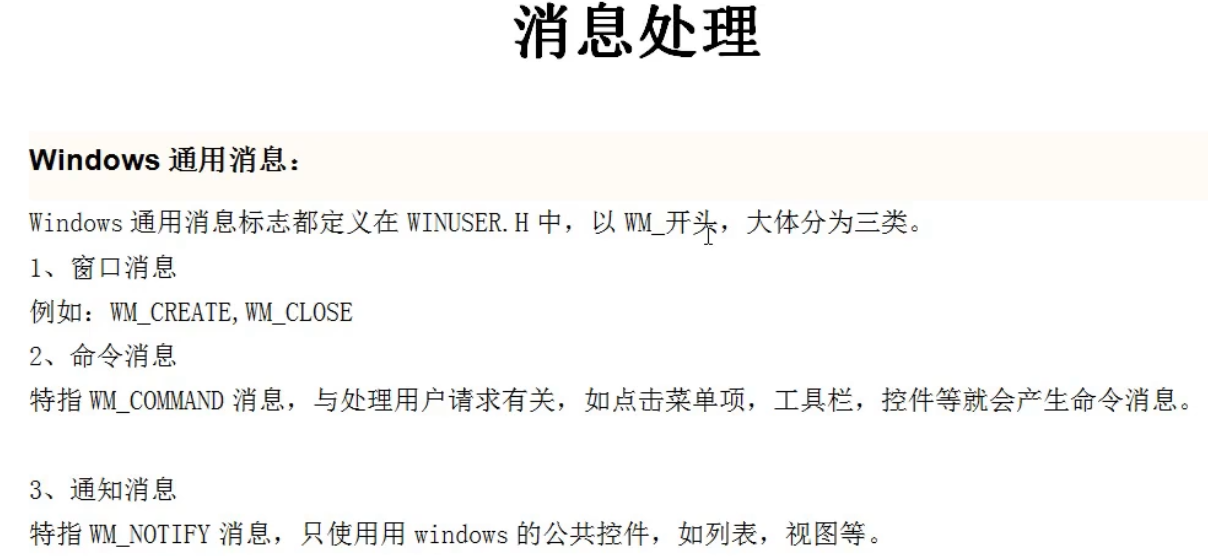 消息处理
Windows 通用消息：
Windows 通用消息标志都定义在 WINUSER.H 中，以 WM_开头，大体分为三类。
1、窗口消息
例如：WM_CREATE,WM_CLOSE
2、命令消息
特指 WM_COMMAND 消息，与处理用户请求有关，如点击菜单项，工具栏，控件等就会产生命令消息。
3、通知消息
特指 WM_NOTIFY 消息，只使用用 windows 的公共控件，如列表，视图等。